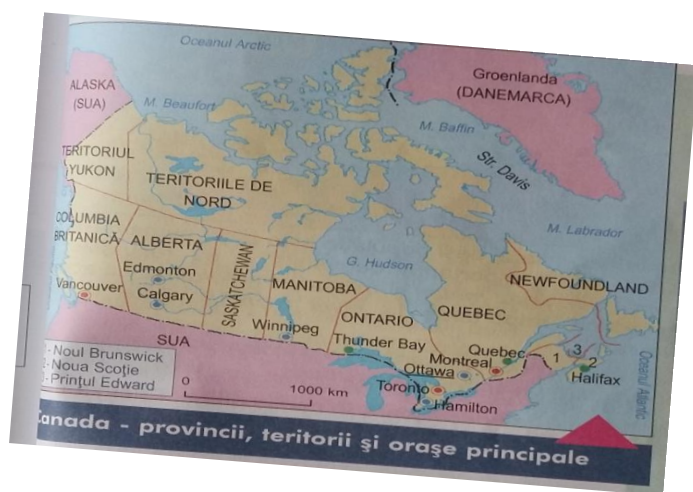 Oceanul Arctic
Groenlanda
(DANEMARCA)
ALASKA
(SUA)
M. Beaufort
M. Baffin
Str. Davis
TERITORIUL
YUKON
TERITORIILE DE
NORD
M. Labrador
COLUMBIA
BRITANICĂ
ALBERTA
SASKATCHEWAN
G. Hudson
Edmonton
MANITOBA
NEWFOUNDLAND
Vancouver
Calgary
ONTARIO
QUEBEC
Winnipeg
Thunder Bay
SUA
Quebec
1
3
2
Montreal
Ottawa
Halifax
Toronto
Hamilton
Oceanul Atlantic
- Noul Brunswick
- Noua Scoţie
- Prinţul Edward
0
1000 km
Canada - provincii, teritorii şi oraşe principale